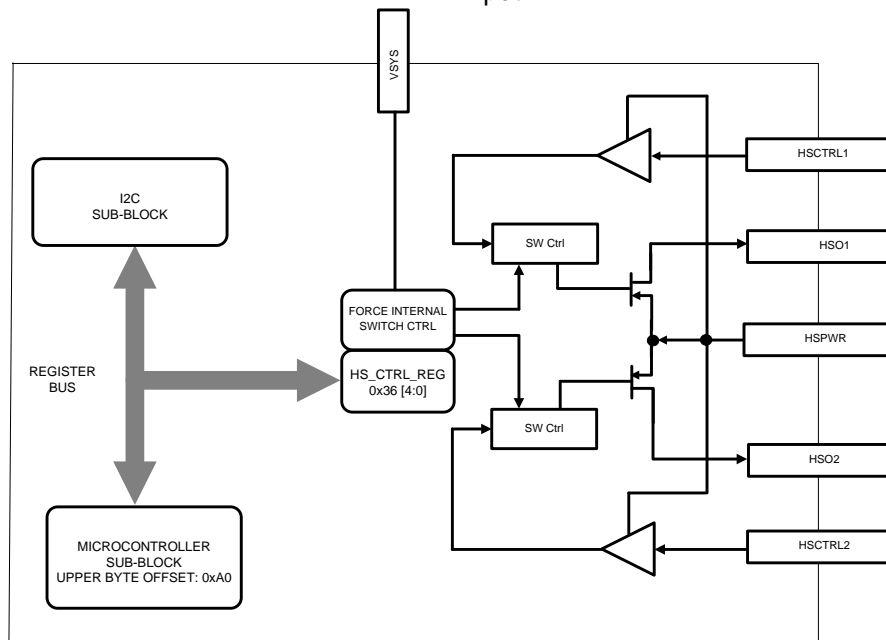 VSYS
HSCTRL1
I2C
SUB-BLOCK
SW Ctrl
HSO1
FORCE INTERNAL
SWITCH CTRL
HSPWR
REGISTER
BUS
HS_CTRL_REG
0x36 [4:0]
SW Ctrl
HSO2
MICROCONTROLLER
SUB-BLOCK
UPPER BYTE OFFSET: 0xA0
HSCTRL2